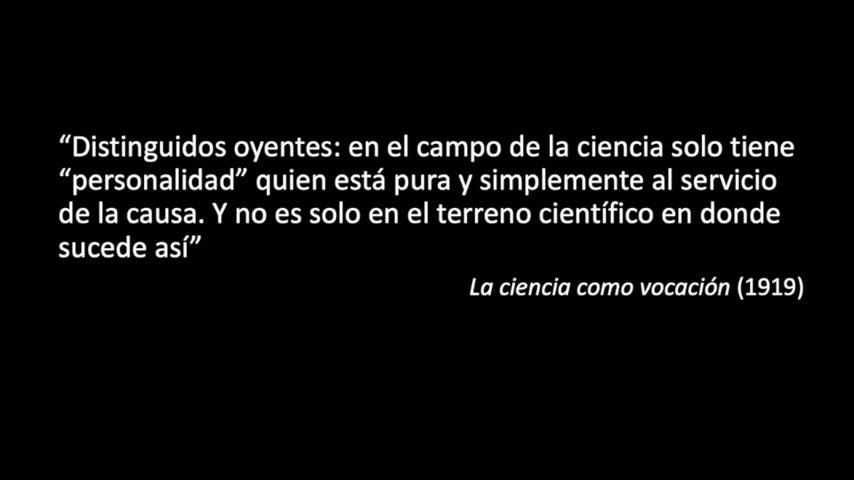 “Distinguidos oyentes: en el campo de la ciencia solo tiene
“personalidad” quien está pura y simplemente al servicio
de la causa. Y no es solo en el terreno científico en donde
sucede así”
La ciencia como vocación (1919)